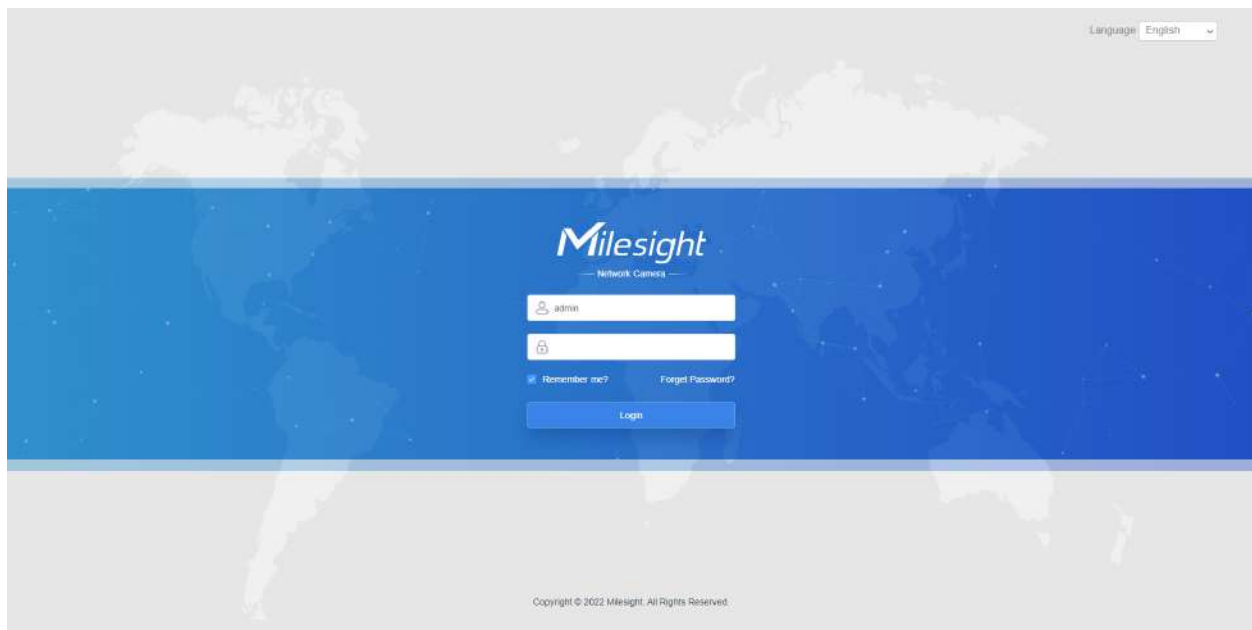 Language English
Milesight
Network Camera
admin
Remember me? Forget Password?
Login
Copyright © 2022 Milesight. All Rights Reserved.